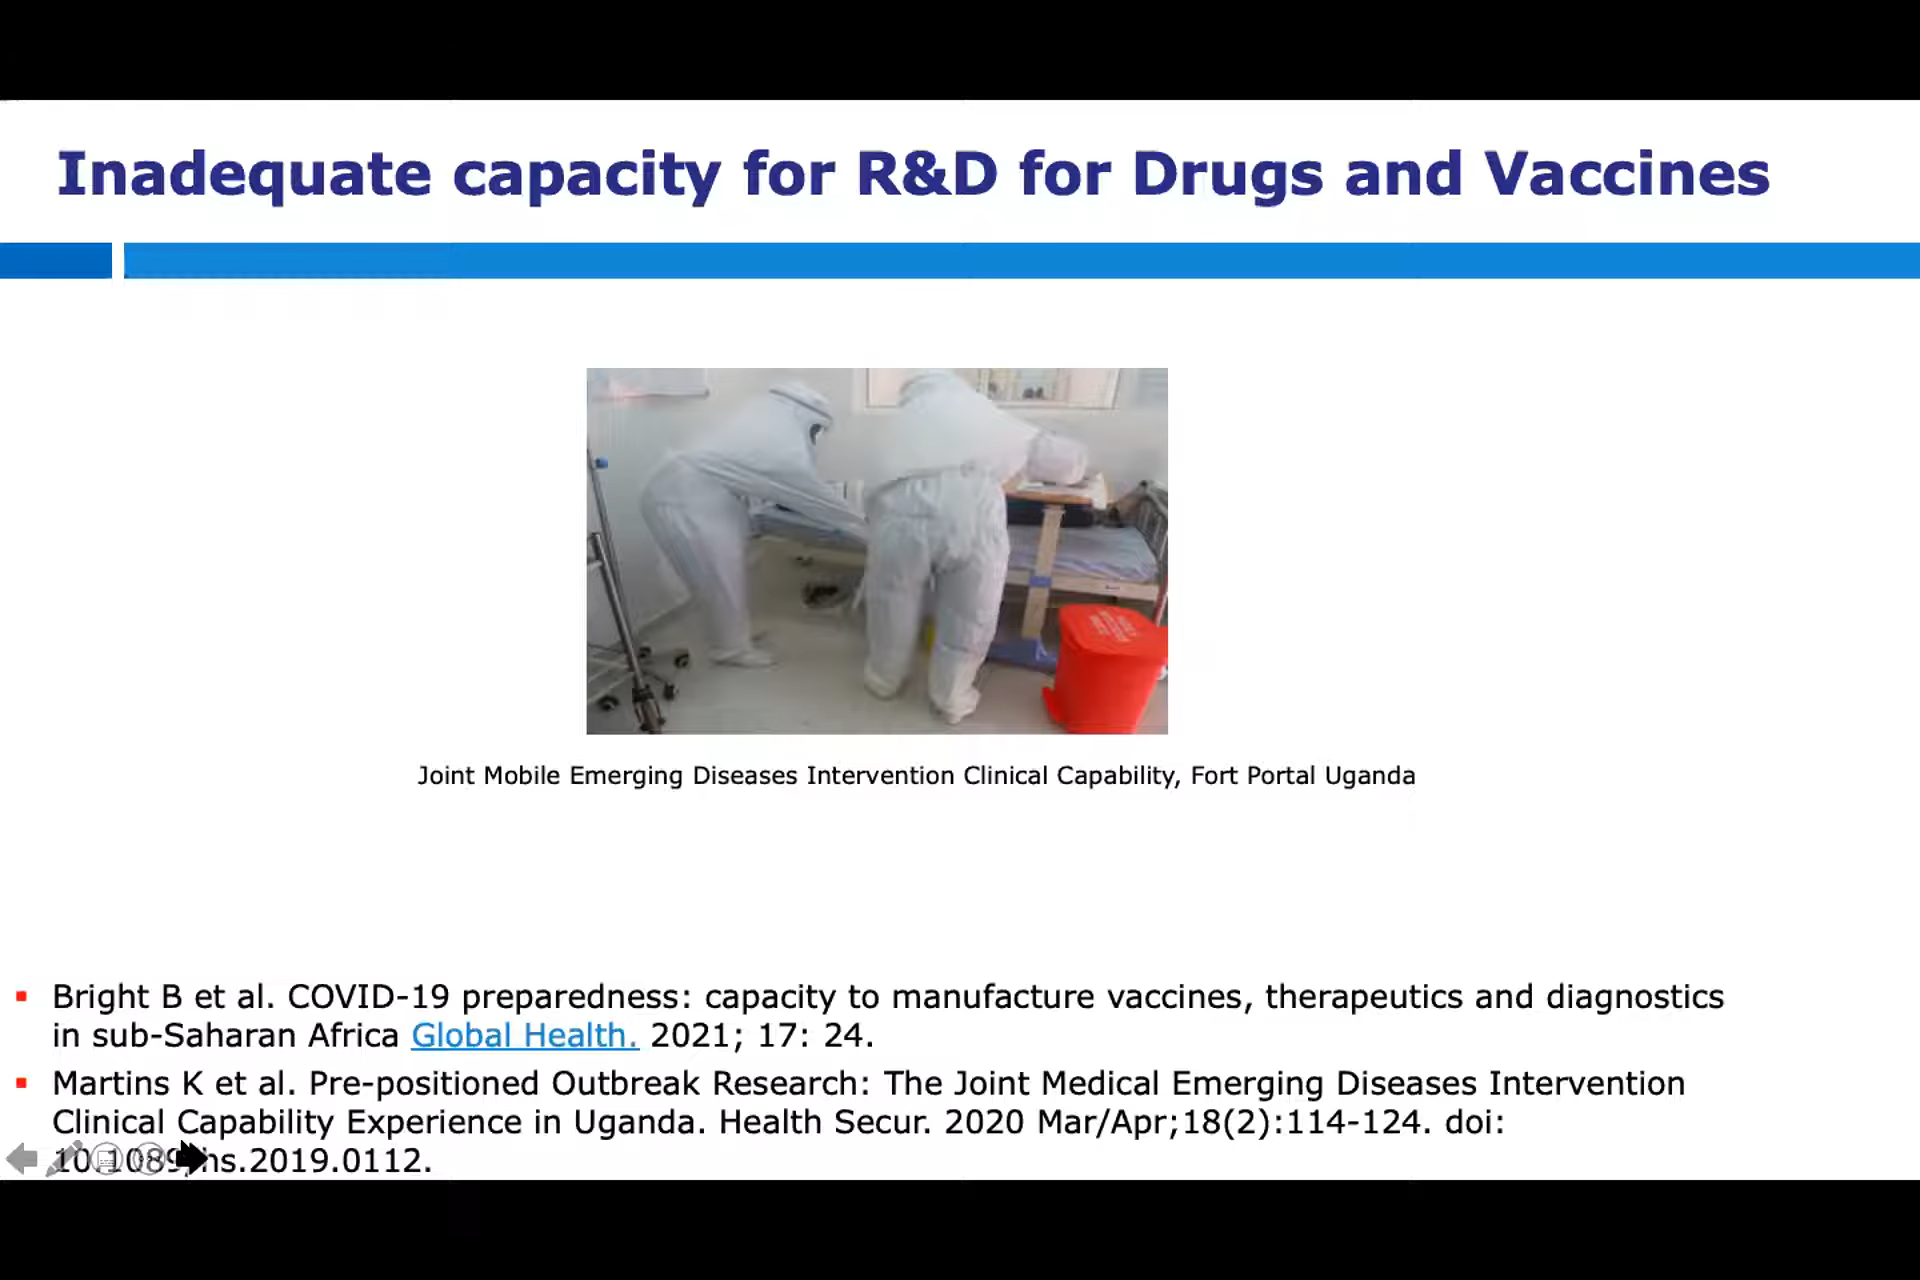 Inadequate capacity for R&D for Drugs and Vaccines
Joint Mobile Emerging Diseases Intervention Clinical Capability, Fort Portal Uganda
Bright B et al. COVID-19 preparedness: capacity to manufacture vaccines, therapeutics and diagnostics
in sub-Saharan Africa Global Health. 2021; 17: 24.
Martins K et al. Pre-positioned Outbreak Research: The Joint Medical Emerging Diseases Intervention
Clinical Capability Experience in Uganda. Health Secur. 2020 Mar/Apr;18(2):114-124. doi:
10.1089/hs.2019.0112.